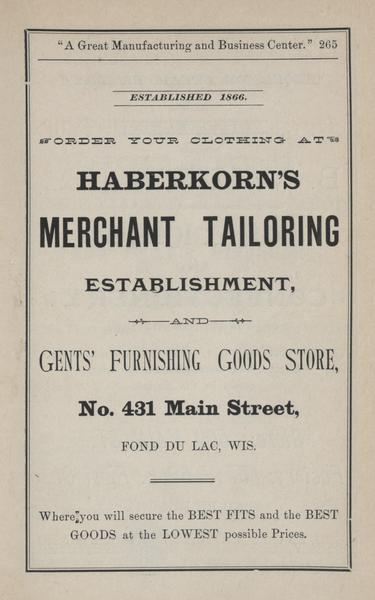 "A Great Manufacturing and Business Center." 265
ESTABLISHED 1866.
ORDER YOUR CLOTHING AT
HABERKORN'S
MERCHANT TAILORING
ESTABLISHMENT,
AND
GENTS' FURNISHING GOODS STORE,
No. 431 Main Street,
FOND DU LAC, WIS.
Where you will secure the BEST FITS and the BEST
GOODS at the LOWEST possible Prices.